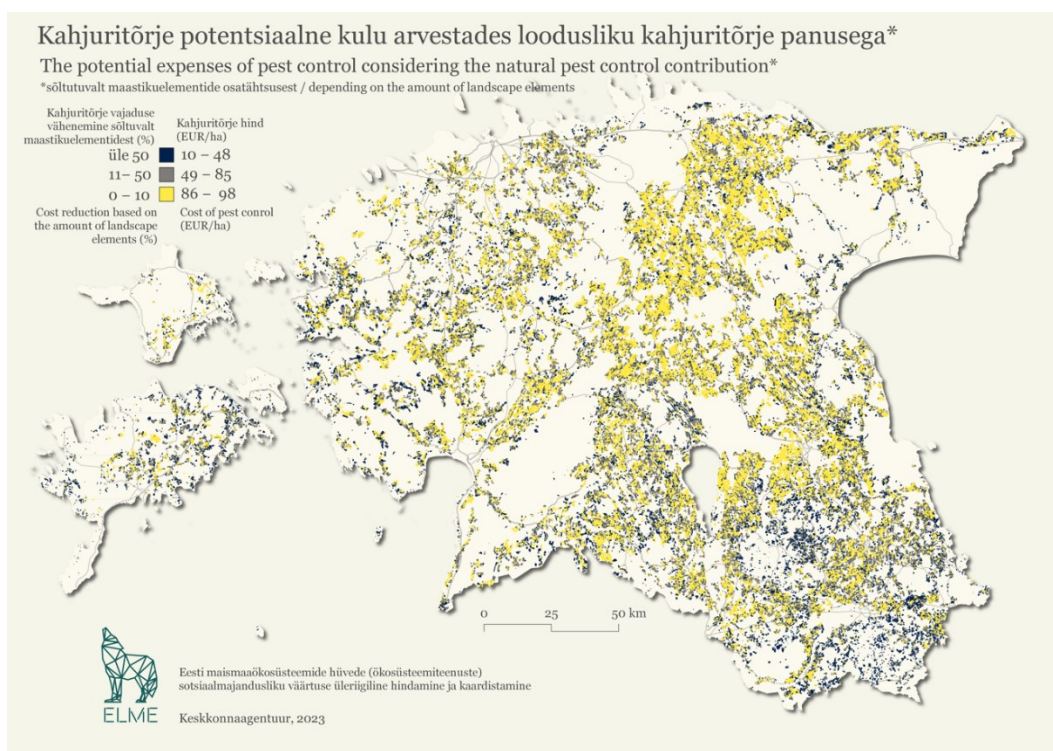 Kahjuritõrje potentsiaalne kulu arvestades loodusliku kahjuritõrje panusega*
The potential expenses of pest control considering the natural pest control contribution*
*sõltutuvalt maastikuelementide osatähtsusest / depending on the amount of landscape elements
Kahjuritõrje vajaduse
vähenemine sõltuvalt
maastikuelementidest (%)
Kahjuritõrje hind
(EUR/ha)
üle 50 10 – 48
11– 50 49 – 85
0 – 10 86 – 98
Cost reduction based on
the amount of landscape
elements (%)
Cost of pest conrol
(EUR/ha)
0 25 50 km
ELME
Eesti maismaaökosüsteemide hüvede (ökosüsteemiteenuste)
sotsiaalmajandusliku väärtuse üleriigiline hindamine ja kaardistamine
Keskkonnaagentuur, 2023